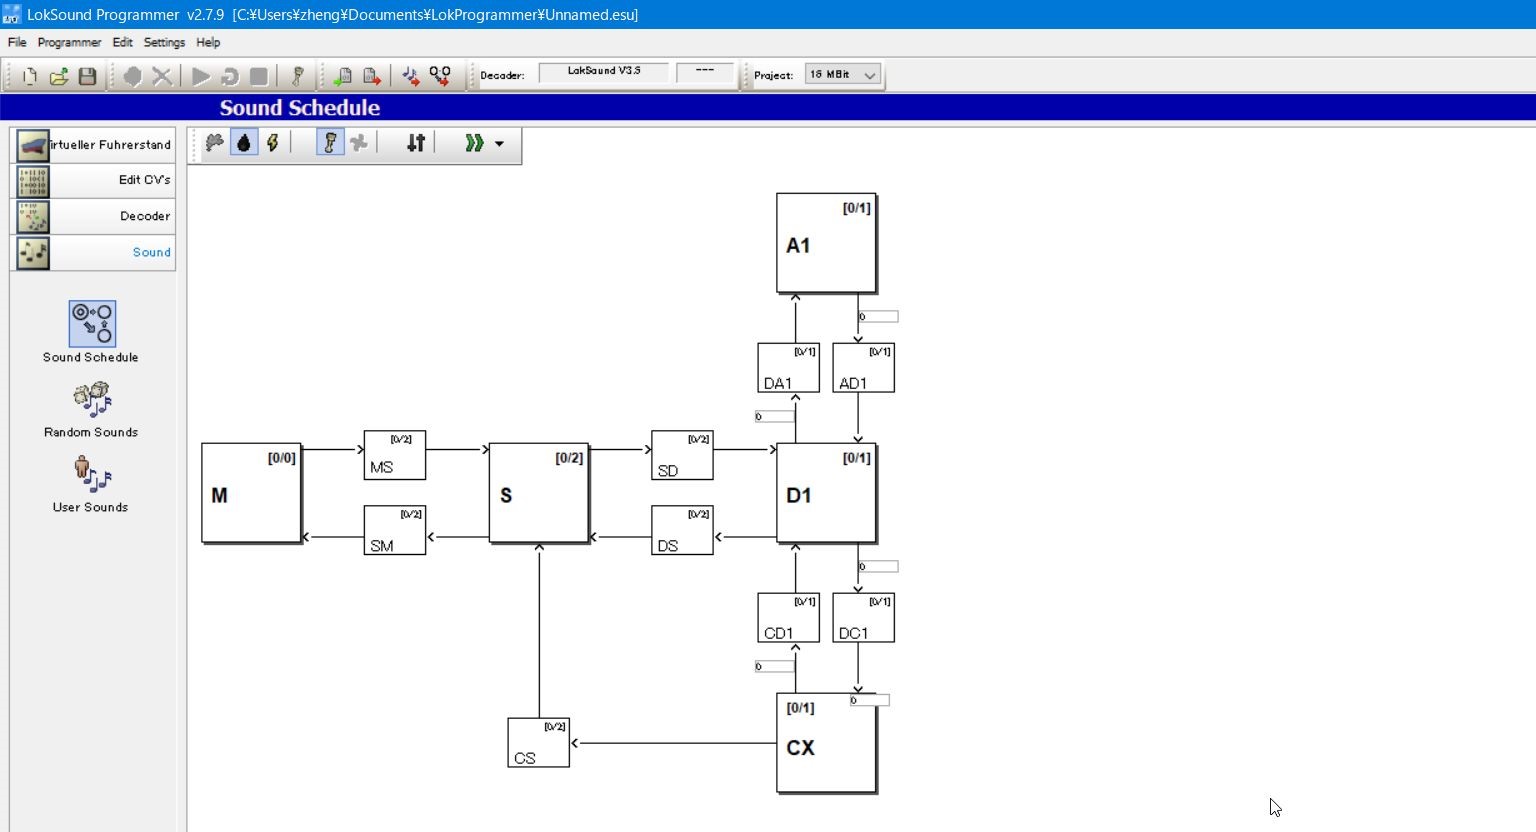 LokSound Programmer v2.7.9 [C:¥Users¥zheng¥Documents¥LokProgrammer¥Unnamed.esu]
File Programmer Edit Settings Help
Decoder: LokSound V3.5 --- Project: 16 MBit
Sound Schedule
irtueller Fuhrerstand
Edit CV's
Decoder
Sound
Sound Schedule
Random Sounds
User Sounds
[0/1]
A1
0
[0/1]
DA1
[0/1]
AD1
0
[0/0]
M
[0/2]
MS
[0/2]
SM
[0/2]
S
[0/2]
SD
[0/2]
DS
[0/1]
D1
0
[0/1]
CD1
[0/1]
DC1
0
0
[0/1]
CX
[0/2]
CS